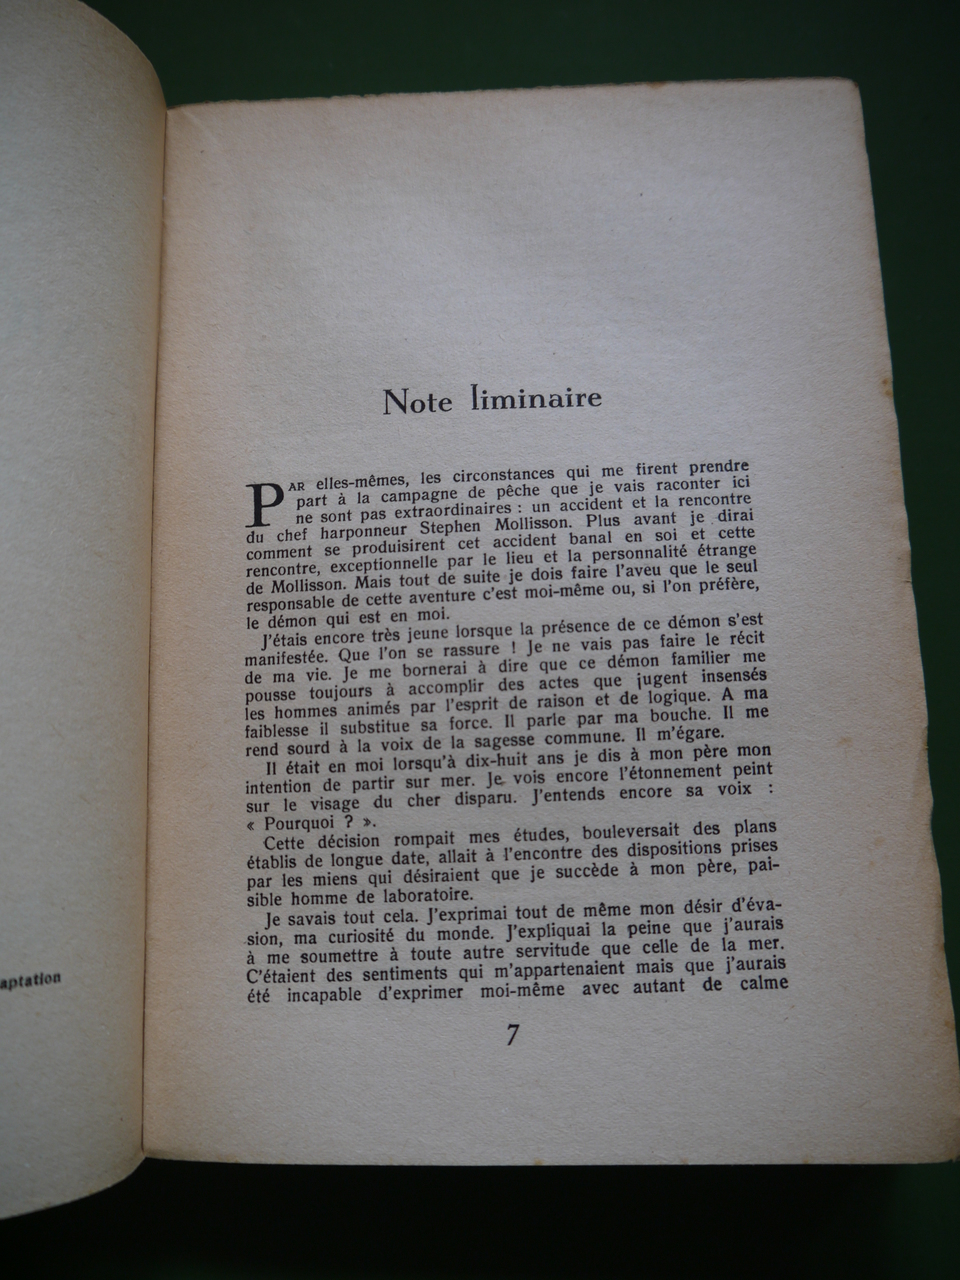 aptation
Note liminaire
PAR elles-mêmes, les circonstances qui me firent prendre
part à la campagne de pêche que je vais raconter ici
ne sont pas extraordinaires : un accident et la rencontre
du chef harponneur Stephen Mollisson. Plus avant je dirai
comment se produisirent cet accident banal en soi et cette
rencontre, exceptionnelle par le lieu et la personnalité étrange
de Mollisson. Mais tout de suite je dois faire l'aveu que le seul
responsable de cette aventure c'est moi-même ou, si l'on préfère,
le démon qui est en moi.
J'étais encore très jeune lorsque la présence de ce démon s'est
manifestée. Que l'on se rassure ! Je ne vais pas faire le récit
de ma vie. Je me bornerai à dire que ce démon familier me
pousse toujours à accomplir des actes que jugent insensés
les hommes animés par l'esprit de raison et de logique. A ma
faiblesse il substitue sa force. Il parle par ma bouche. Il me
rend sourd à la voix de la sagesse commune. Il m'égare.
Il était en moi lorsqu'à dix-huit ans je dis à mon père mon
intention de partir sur mer. Je vois encore l'étonnement peint
sur le visage du cher disparu. J'entends encore sa voix :
« Pourquoi ? ».
Cette décision rompait mes études, bouleversait des plans
établis de longue date, allait à l'encontre des dispositions prises
par les miens qui désiraient que je succède à mon père, pai-
sible homme de laboratoire.
Je savais tout cela. J'exprimai tout de même mon désir d'éva-
sion, ma curiosité du monde. J'expliquai la peine que j'aurais
à me soumettre à toute autre servitude que celle de la mer.
C'étaient des sentiments qui m'appartenaient mais que j'aurais
été incapable d'exprimer moi-même avec autant de calme
7